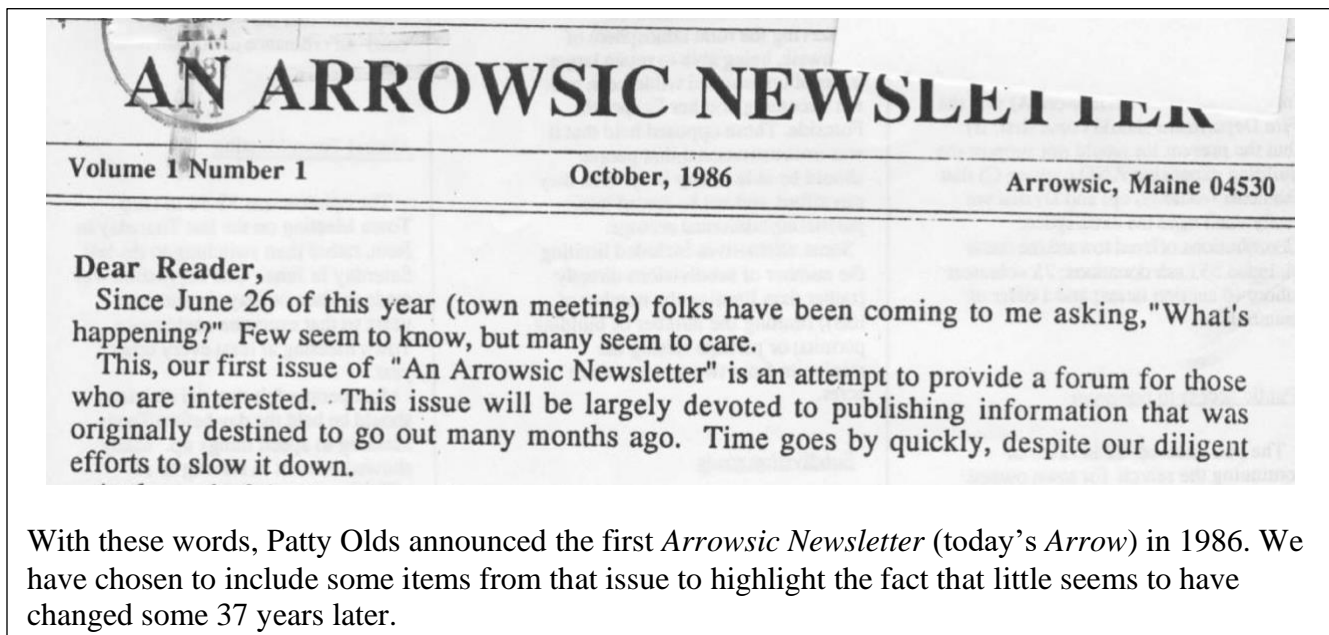 AN ARROWSIC NEWSLETTER
Volume 1 Number 1 October, 1986 Arrowsic, Maine 04530
Dear Reader,
Since June 26 of this year (town meeting) folks have been coming to me asking, "What's
happening?" Few seem to know, but many seem to care.
This, our first issue of "An Arrowsic Newsletter" is an attempt to provide a forum for those
who are interested. This issue will be largely devoted to publishing information that was
originally destined to go out many months ago. Time goes by quickly, despite our diligent
efforts to slow it down.
With these words, Patty Olds announced the first Arrowsic Newsletter (today’s Arrow) in 1986. We
have chosen to include some items from that issue to highlight the fact that little seems to have
changed some 37 years later.